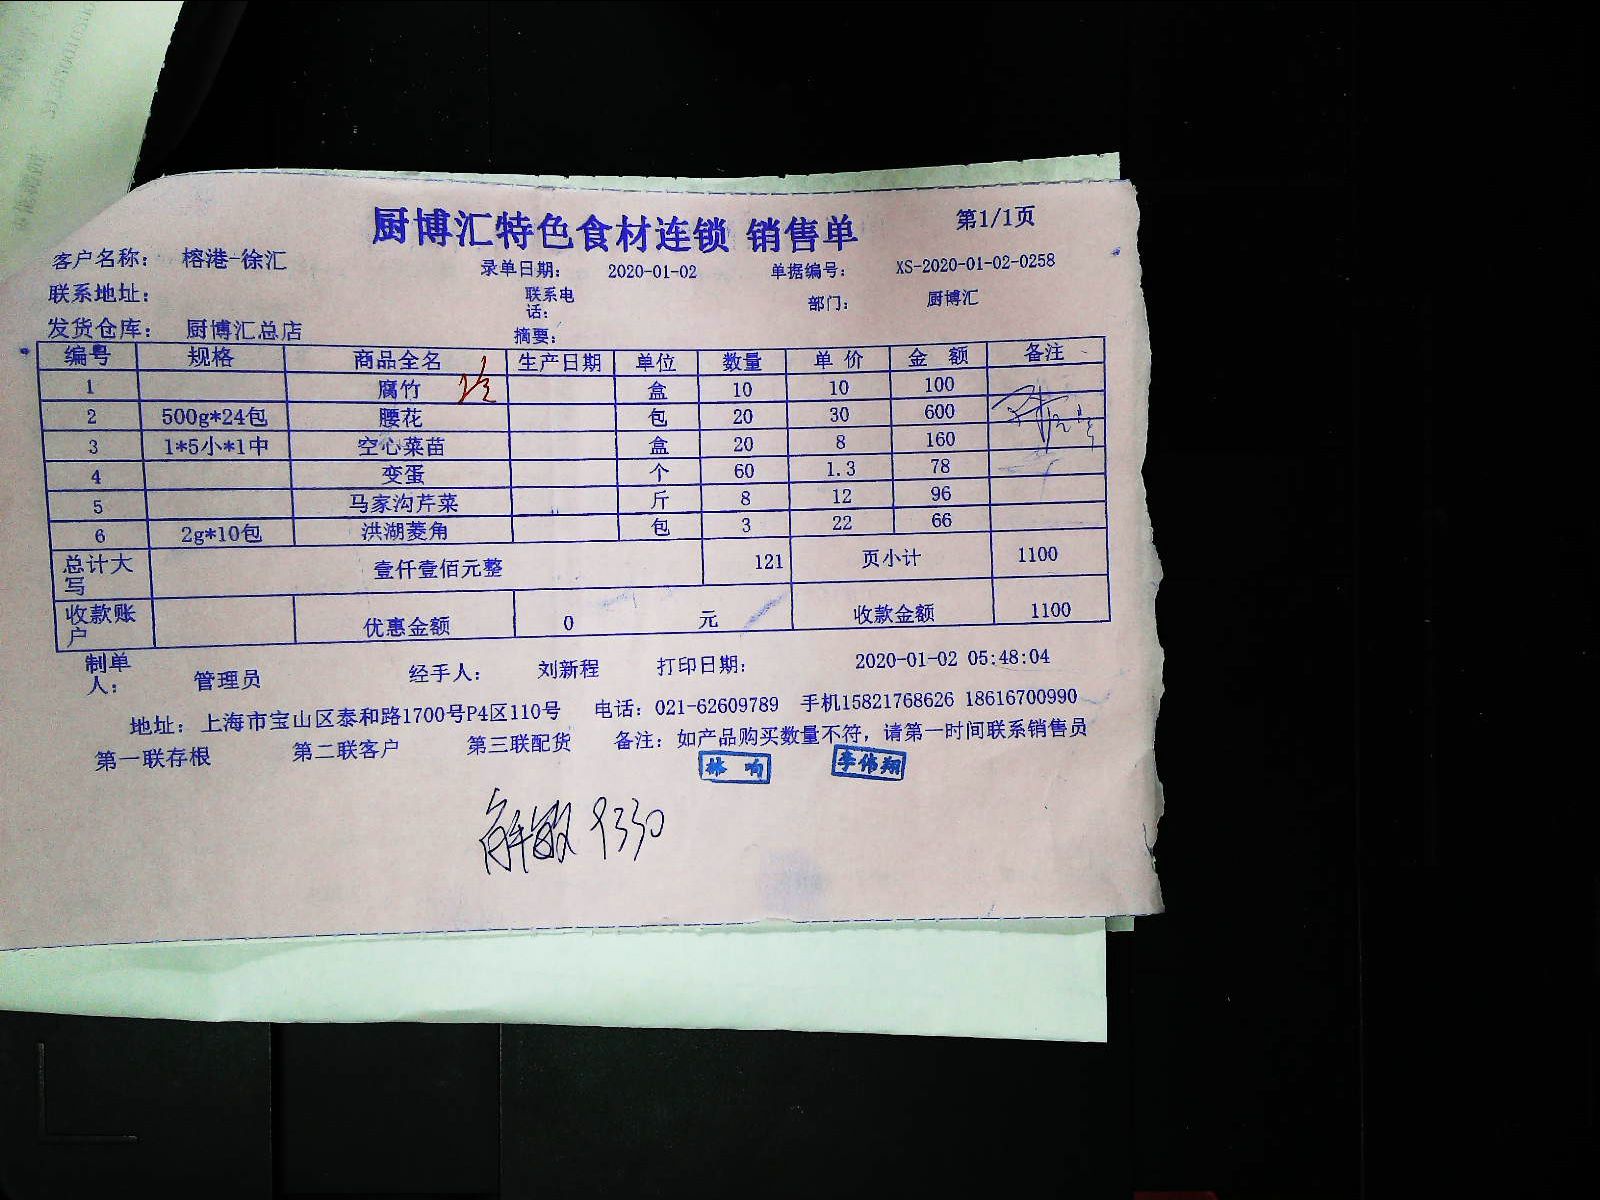 厨博汇特色食材连锁 销售单 第1/1页
客户名称: 榕港-徐汇 录单日期: 2020-01-02 单据编号: XS-2020-01-02-0258
联系地址: 联系电话: 部门: 厨博汇
发货仓库: 厨博汇总店 摘要:
编号 规格 商品全名 生产日期 单位 数量 单 价 金 额 备注
1 腐竹 盒 10 10 100
2 500g*24包 腰花 包 20 30 600
3 1*5小*1中 空心菜苗 盒 20 8 160
4 变蛋 个 60 1.3 78
5 马家沟芹菜 斤 8 12 96
6 2g*10包 洪湖菱角 包 3 22 66
总计大写 壹仟壹佰元整 121 页小计 1100
收款账户 优惠金额 0 元 收款金额 1100
制单人: 管理员 经手人: 刘新程 打印日期: 2020-01-02 05:48:04
地址: 上海市宝山区泰和路1700号P4区110号 电话: 021-62609789 手机15821768626 18616700990
第一联存根 第二联客户 第三联配货 备注: 如产品购买数量不符, 请第一时间联系销售员
林 响 李伟翔